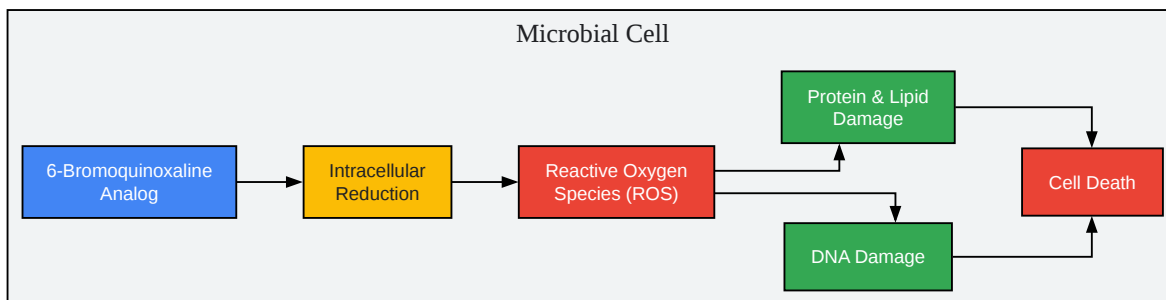 Microbial Cell
6-Bromoquinoxaline
Analog
Intracellular
Reduction
Reactive Oxygen
Species (ROS)
Protein & Lipid
Damage
DNA Damage
Cell Death